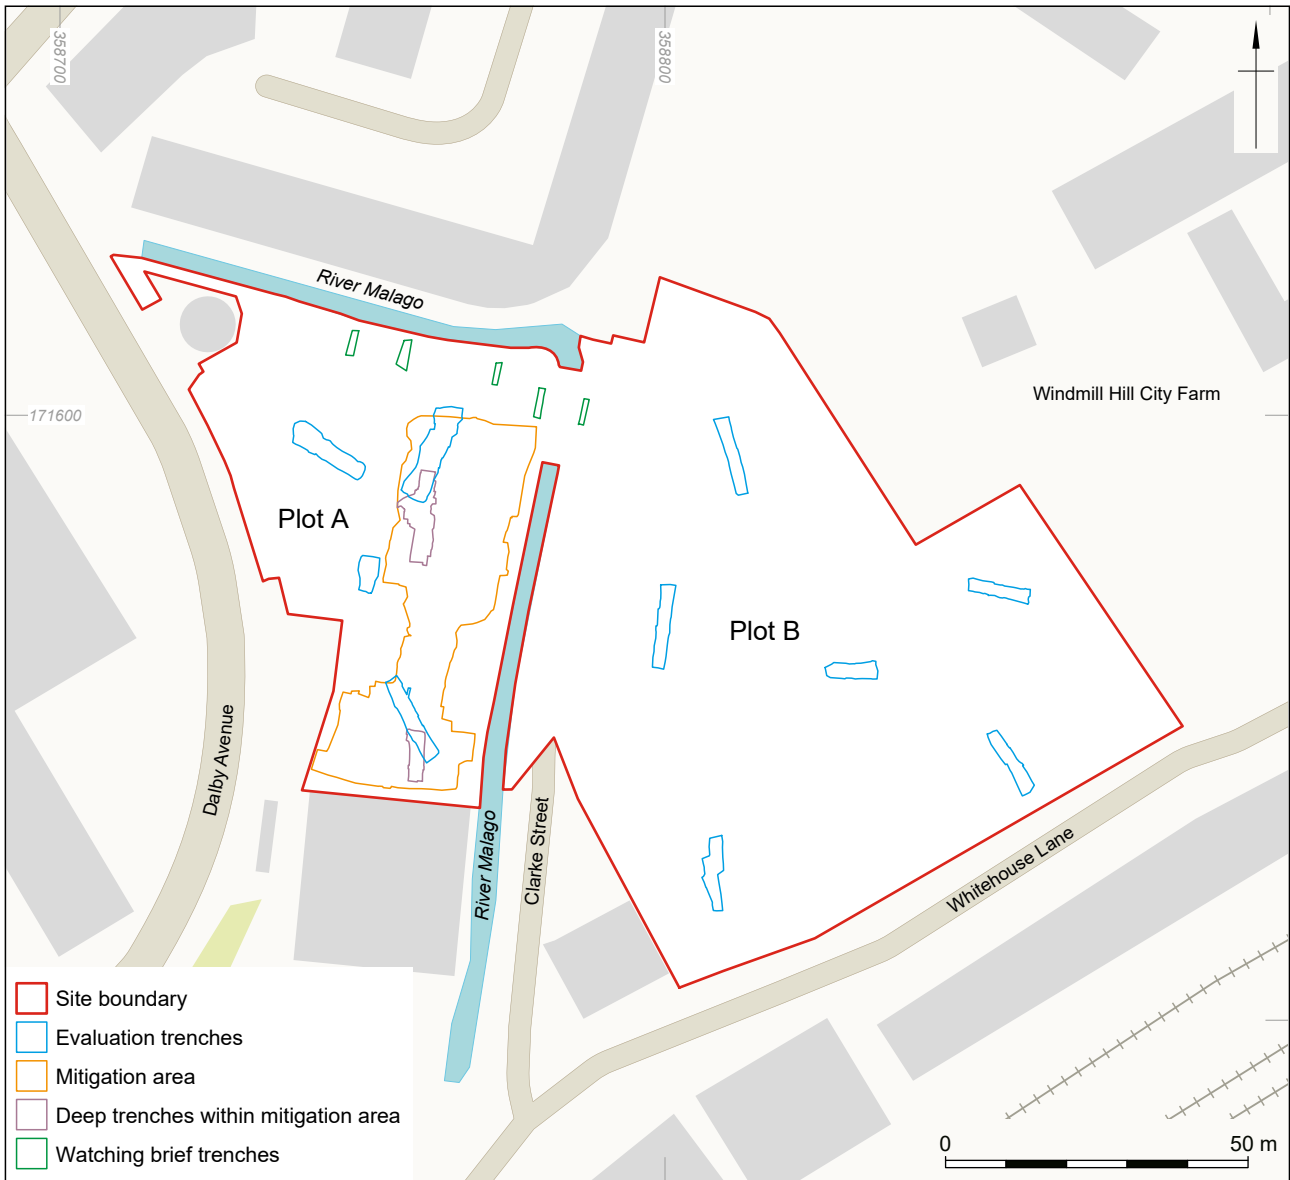 358700
358800
River Malago
Windmill Hill City Farm
171600
Plot A
Plot B
Dalby Avenue
River Malago
Clarke Street
Whitehouse Lane
Site boundary
Evaluation trenches
Mitigation area
Deep trenches within mitigation area
Watching brief trenches
0 50 m